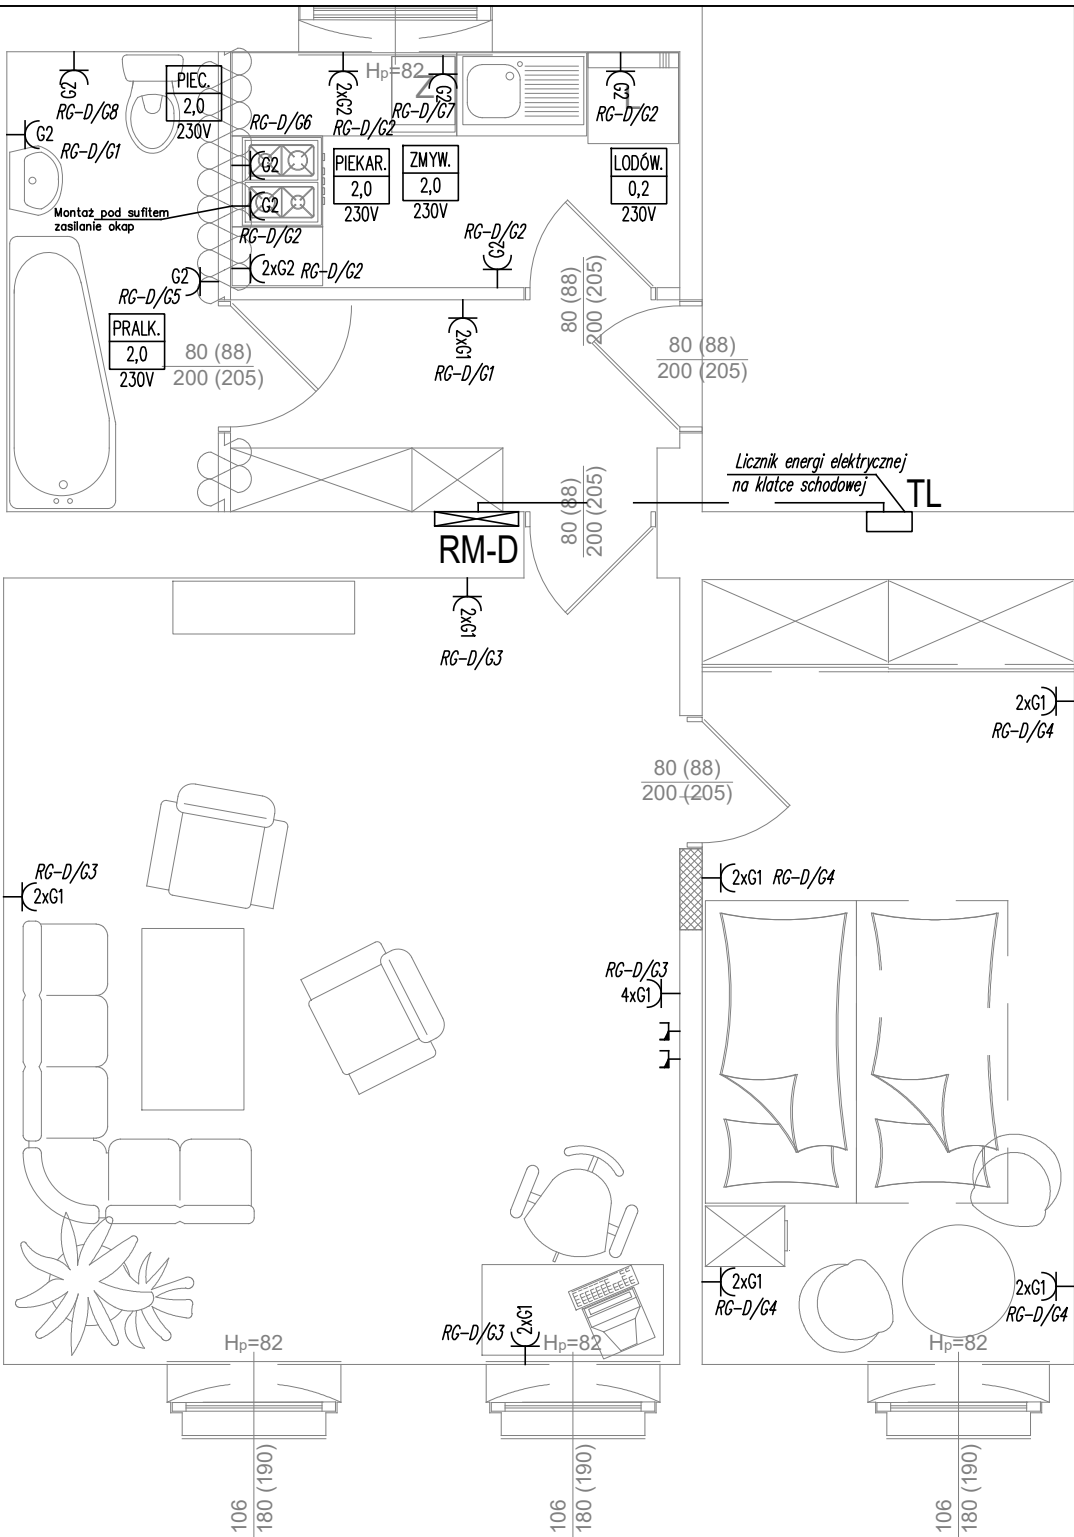 Hp=82
G2
RG-D/G8
PIEC.
2,0
230V
2xG2
RG-D/G2
Z
G2
RG-D/G7
G2
L
RG-D/G2
G2
RG-D/G1
RG-D/G6
G2
PIEKAR.
2,0
230V
ZMYW.
2,0
230V
LODÓW.
0,2
230V
Montaż pod sufitem
zasilanie okap
G2
RG-D/G2
RG-D/G2
G2
G2
RG-D/G5
2xG2 RG-D/G2
80 (88)
200 (205)
PRALK.
2,0
230V
80 (88)
200 (205)
2xG1
RG-D/G1
80 (88)
200 (205)
Licznik energi elektrycznej
na klatce schodowej
TL
80 (88)
200 (205)
RM-D
2xG1
RG-D/G3
2xG1
RG-D/G4
80 (88)
200 (205)
RG-D/G3
2xG1
2xG1 RG-D/G4
RG-D/G3
4xG1
2xG1
RG-D/G4
2xG1
RG-D/G4
RG-D/G3
2xG1
Hp=82
Hp=82
Hp=82
106
180 (190)
106
180 (190)
106
180 (190)